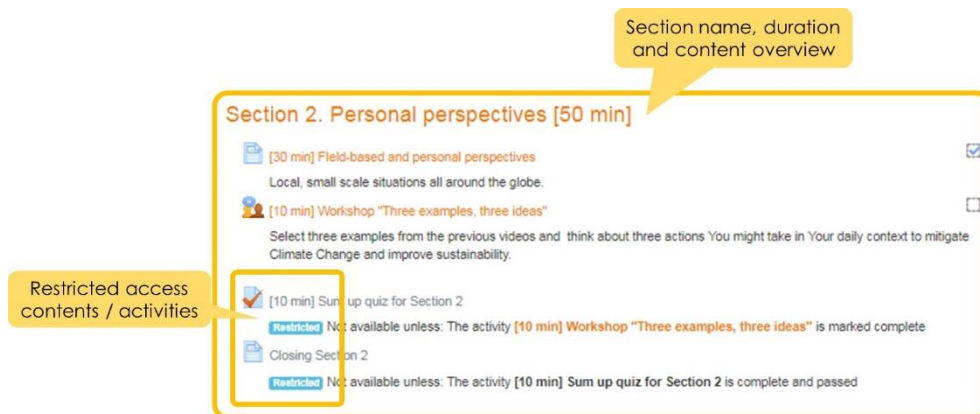 Section name, duration
and content overview
Section 2. Personal perspectives [50 min]
[30 min] Field-based and personal perspectives
Local, small scale situations all around the globe.
[10 min] Workshop "Three examples, three ideas"
Select three examples from the previous videos and think about three actions You might take in Your daily context to mitigate
Climate Change and improve sustainability.
Restricted access
contents / activities
[10 min] Sum up quiz for Section 2
Restricted Not available unless: The activity [10 min] Workshop "Three examples, three ideas" is marked complete
Closing Section 2
Restricted Not available unless: The activity [10 min] Sum up quiz for Section 2 is complete and passed